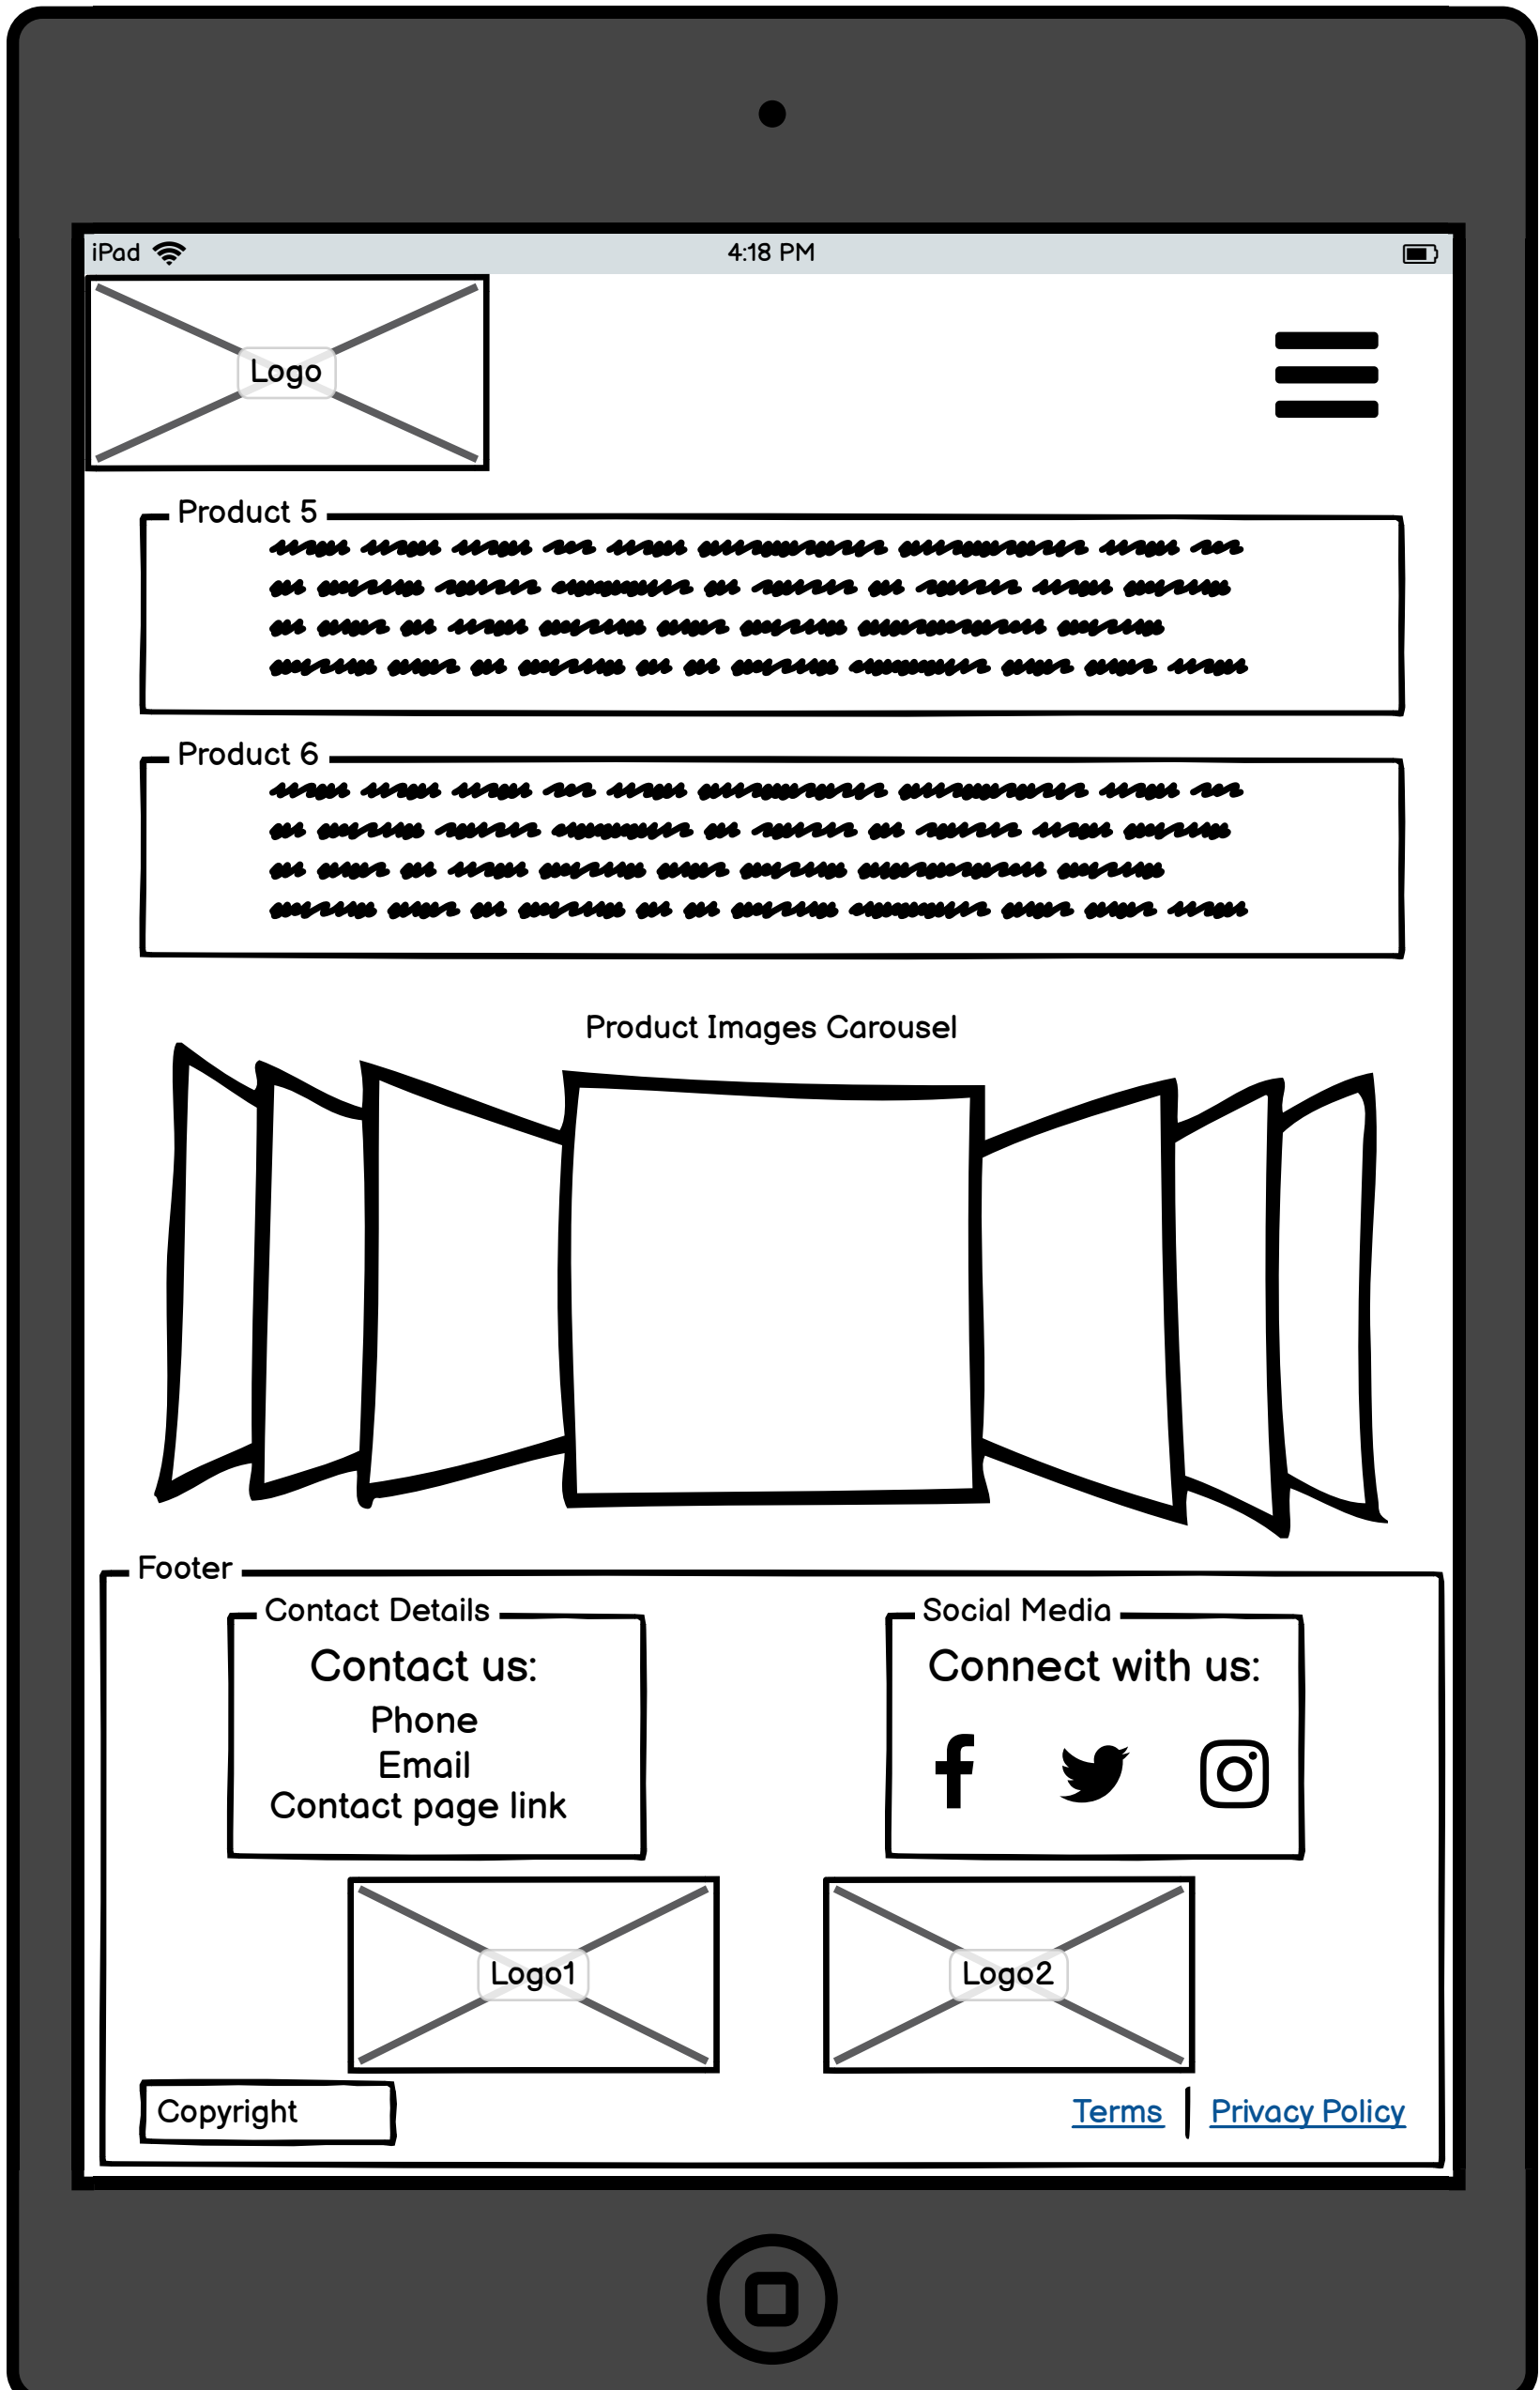 iPad
4:18 PM
Logo
Product 5
Product 6
Product Images Carousel
Footer
Contact Details
Contact us:
Phone
Email
Contact page link
Social Media
Connect with us:
Logo1
Logo2
Copyright
Terms | Privacy Policy